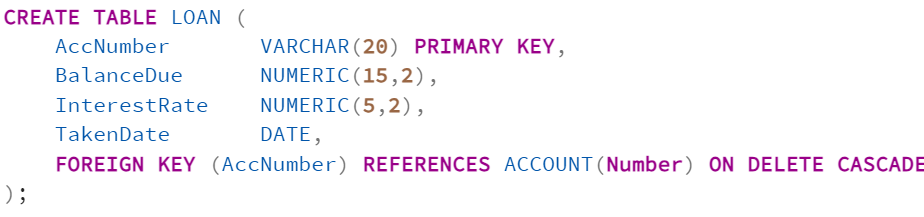 CREATE TABLE LOAN (
    AccNumber       VARCHAR(20) PRIMARY KEY,
    BalanceDue      NUMERIC(15,2),
    InterestRate    NUMERIC(5,2),
    TakenDate       DATE,
    FOREIGN KEY (AccNumber) REFERENCES ACCOUNT(Number) ON DELETE CASCADE
);